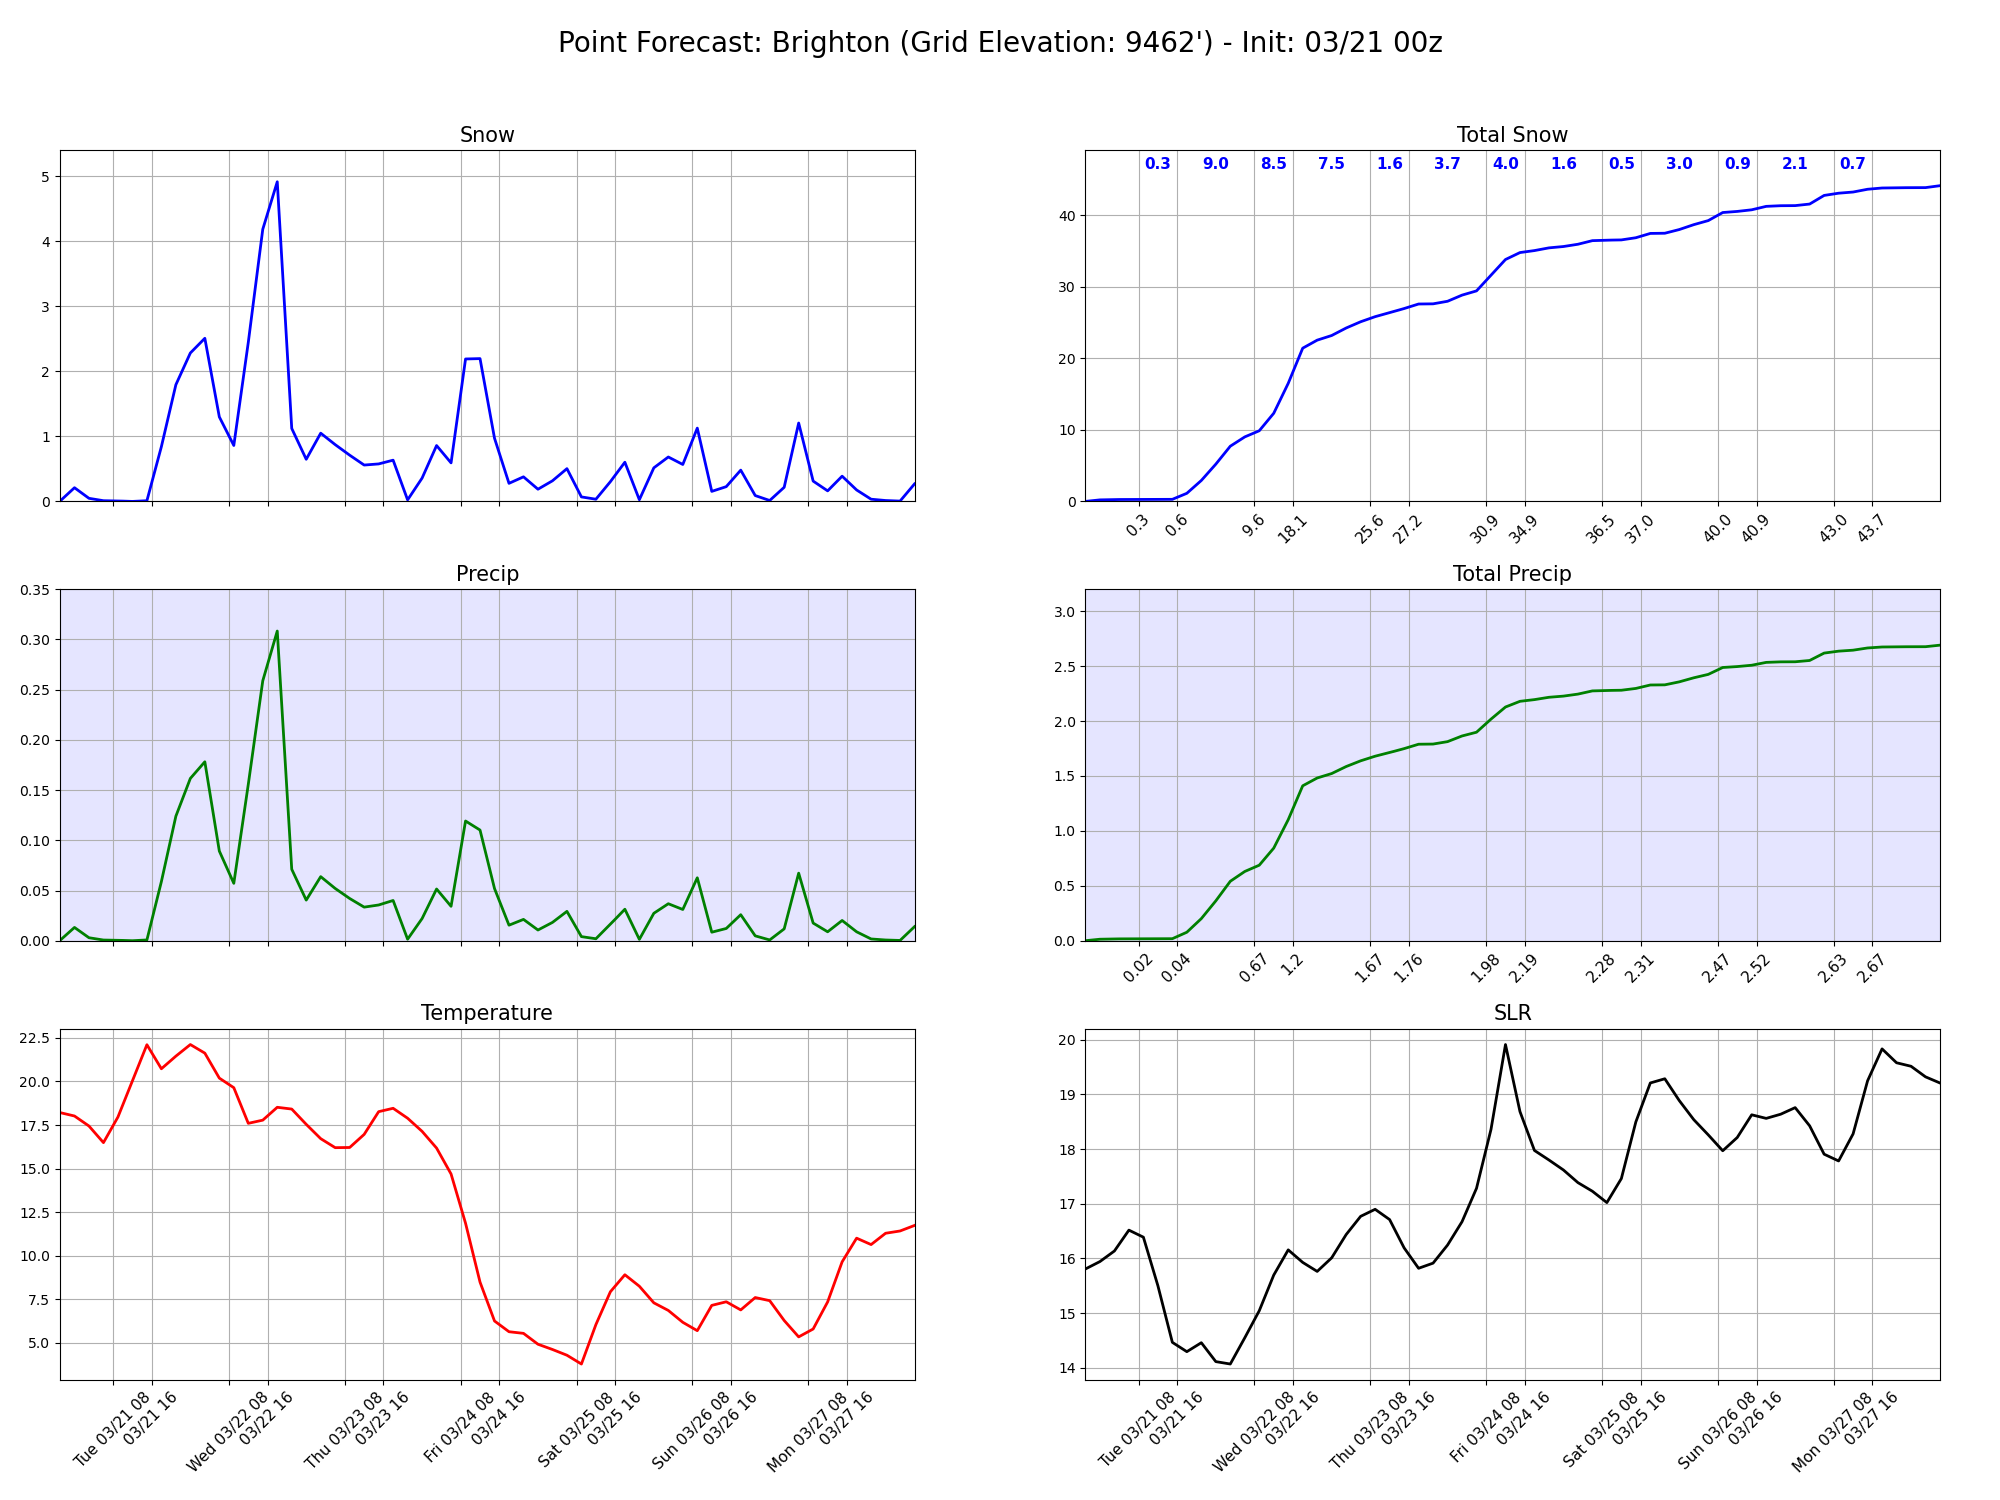 Point Forecast: Brighton (Grid Elevation: 9462') - Init: 03/21 00z
Snow
5
4
3
2
1
0
Total Snow
0.3 9.0 8.5 7.5 1.6 3.7 4.0 1.6 0.5 3.0 0.9 2.1 0.7
40
30
20
10
0
0.3 0.6 9.6 18.1 25.6 27.2 30.9 34.9 36.5 37.0 40.0 40.9 43.0 43.7
Precip
0.35
0.30
0.25
0.20
0.15
0.10
0.05
0.00
Total Precip
3.0
2.5
2.0
1.5
1.0
0.5
0.0
0.02 0.04 0.67 1.2 1.67 1.76 1.98 2.19 2.28 2.31 2.47 2.52 2.63 2.67
Temperature
22.5
20.0
17.5
15.0
12.5
10.0
7.5
5.0
Tue 03/21 08
03/21 16
Wed 03/22 08
03/22 16
Thu 03/23 08
03/23 16
Fri 03/24 08
03/24 16
Sat 03/25 08
03/25 16
Sun 03/26 08
03/26 16
Mon 03/27 08
03/27 16
SLR
20
19
18
17
16
15
14
Tue 03/21 08
03/21 16
Wed 03/22 08
03/22 16
Thu 03/23 08
03/23 16
Fri 03/24 08
03/24 16
Sat 03/25 08
03/25 16
Sun 03/26 08
03/26 16
Mon 03/27 08
03/27 16